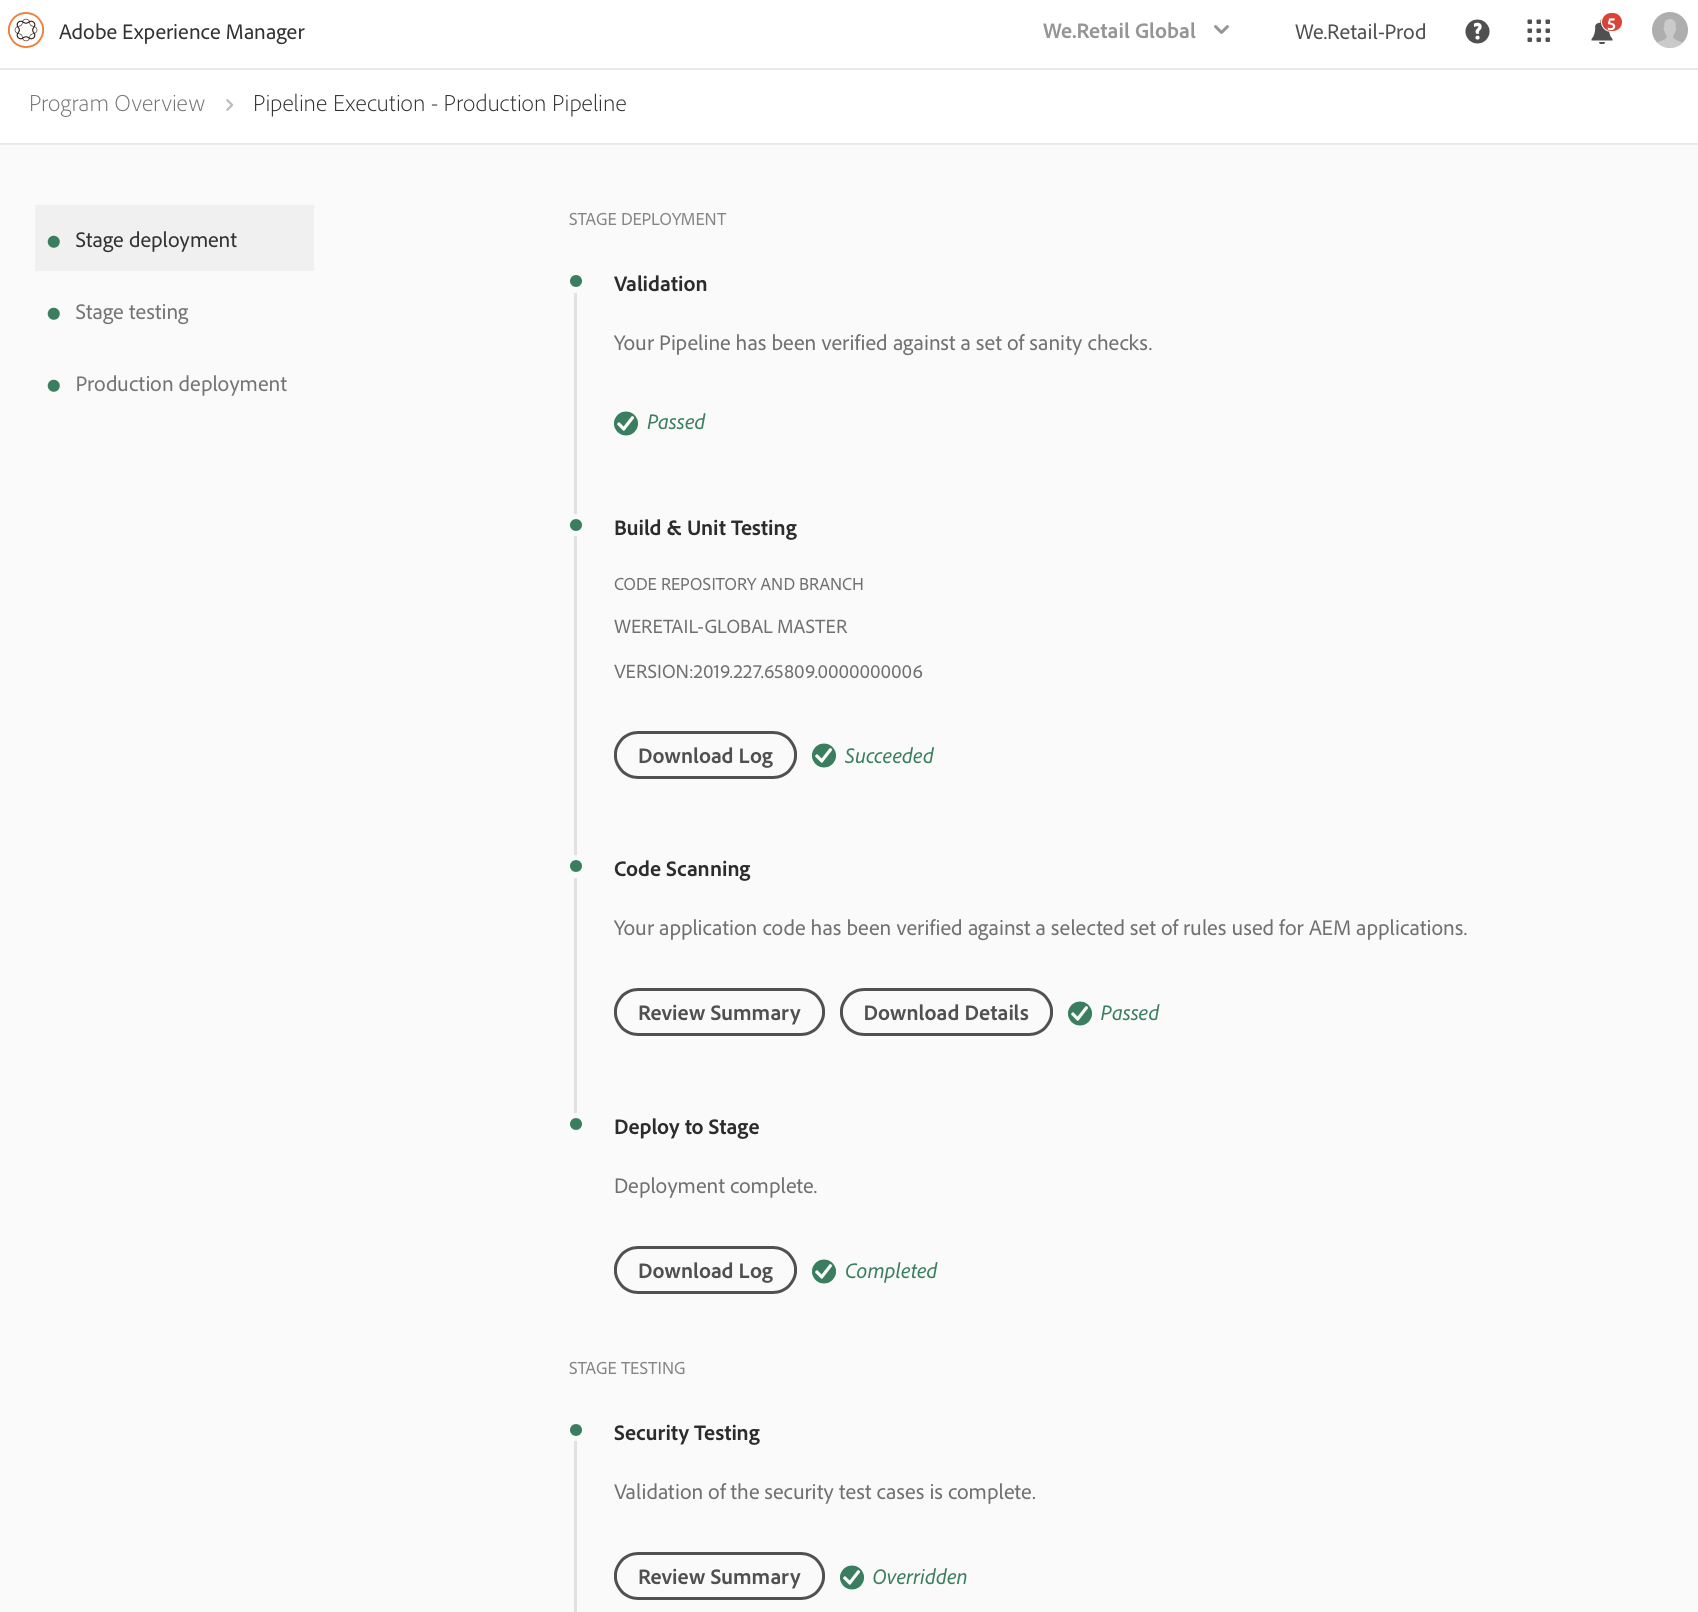 Adobe Experience Manager
We.Retail Global
We.Retail-Prod
?
5
Program Overview > Pipeline Execution - Production Pipeline
Stage deployment
Stage testing
Production deployment
STAGE DEPLOYMENT
Validation
Your Pipeline has been verified against a set of sanity checks.
Passed
Build & Unit Testing
CODE REPOSITORY AND BRANCH
WERETAIL-GLOBAL MASTER
VERSION:2019.227.65809.0000000006
Download Log Succeeded
Code Scanning
Your application code has been verified against a selected set of rules used for AEM applications.
Review Summary Download Details Passed
Deploy to Stage
Deployment complete.
Download Log Completed
STAGE TESTING
Security Testing
Validation of the security test cases is complete.
Review Summary Overridden